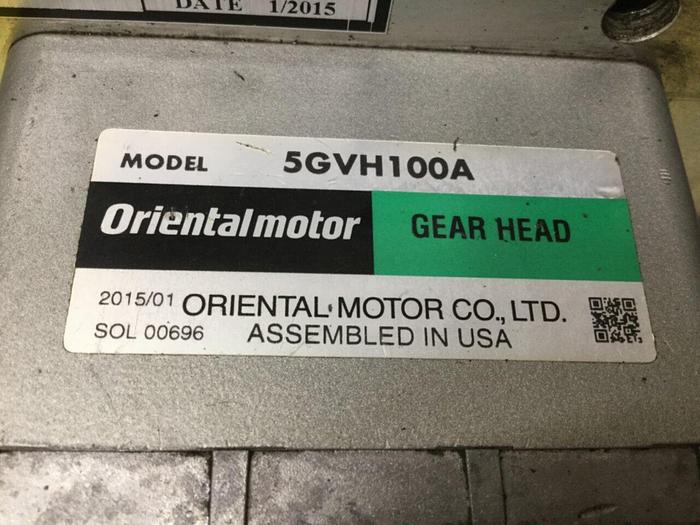 DATE 1/2015
MODEL 5GVH100A
Orientalmotor GEAR HEAD
2015/01 ORIENTAL MOTOR CO., LTD.
SOL 00696 ASSEMBLED IN USA